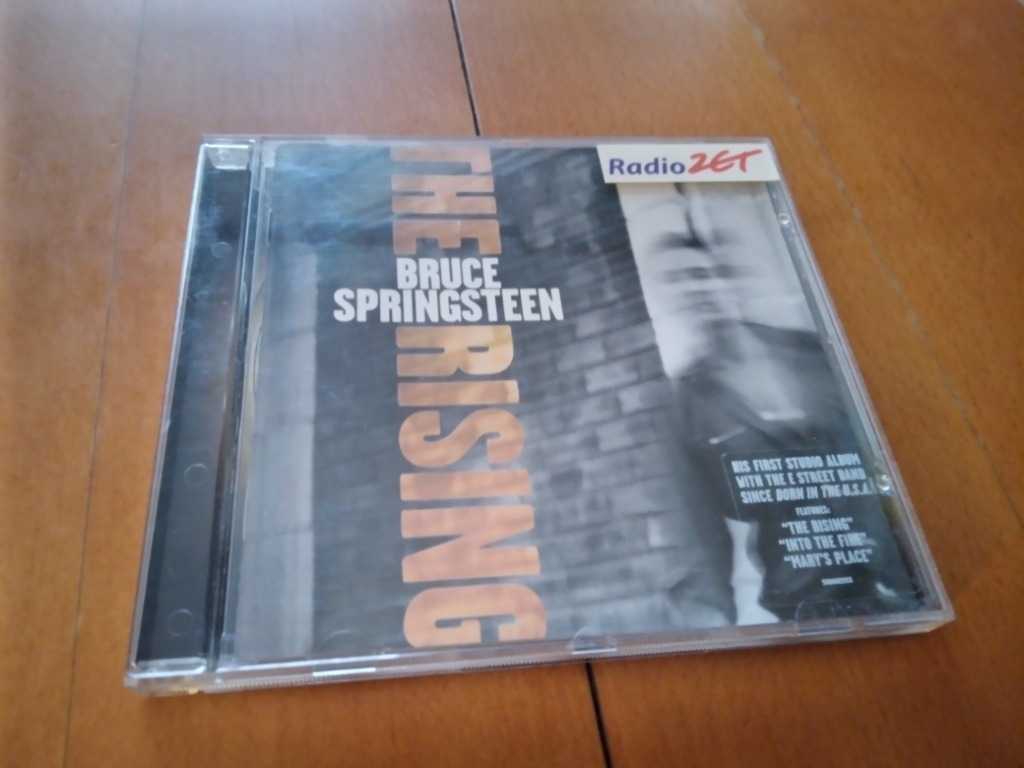 Radio ZET
THE RISING
BRUCE
SPRINGSTEEN
HIS FIRST STUDIO ALBUM
WITH THE E STREET BAND
SINCE BORN IN THE U.S.A.
FEATURES:
"THE RISING"
"INTO THE FIRE"
"MARY'S PLACE"